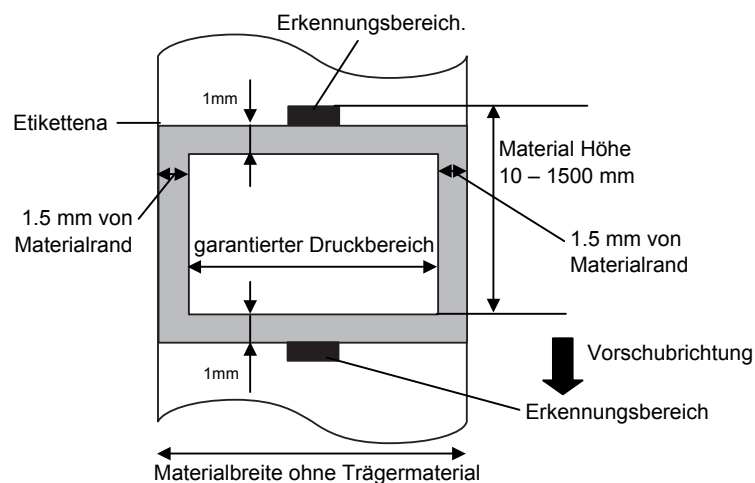 Erkennungsbereich.
1mm
Etikettena
Material Höhe
10 – 1500 mm
1.5 mm von
Materialrand
garantierter Druckbereich
1.5 mm von
Materialrand
Vorschubrichtung
1mm
Erkennungsbereich
Materialbreite ohne Trägermaterial